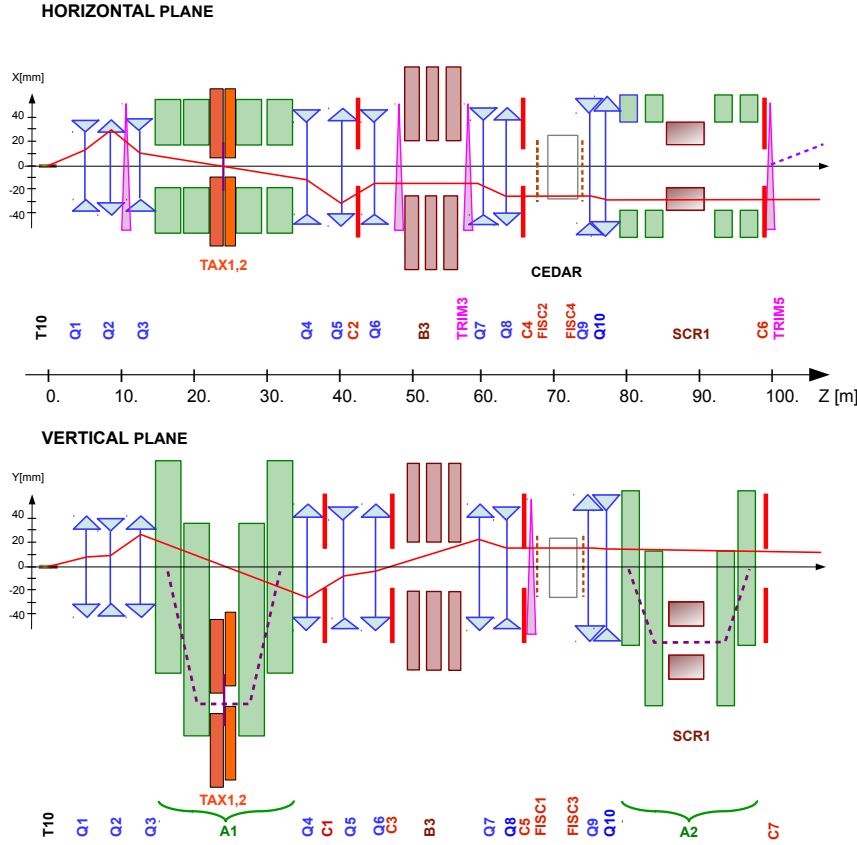 HORIZONTAL PLANE
X[mm]
40
20
0
-20
-40
TAX1,2
CEDAR
T10 Q1 Q2 Q3 Q4 Q5 C2 Q6 B3 TRIM3 Q7 Q8 C4 FISC2 FISC4 Q9 Q10 SCR1 C6 TRIM5
0. 10. 20. 30. 40. 50. 60. 70. 80. 90. 100. Z [m]
VERTICAL PLANE
Y[mm]
40
20
0
-20
-40
SCR1
TAX1,2
T10 Q1 Q2 Q3 A1 Q4 C1 Q5 Q6 C3 B3 Q7 Q8 C5 FISC1 FISC3 Q9 Q10 A2 C7